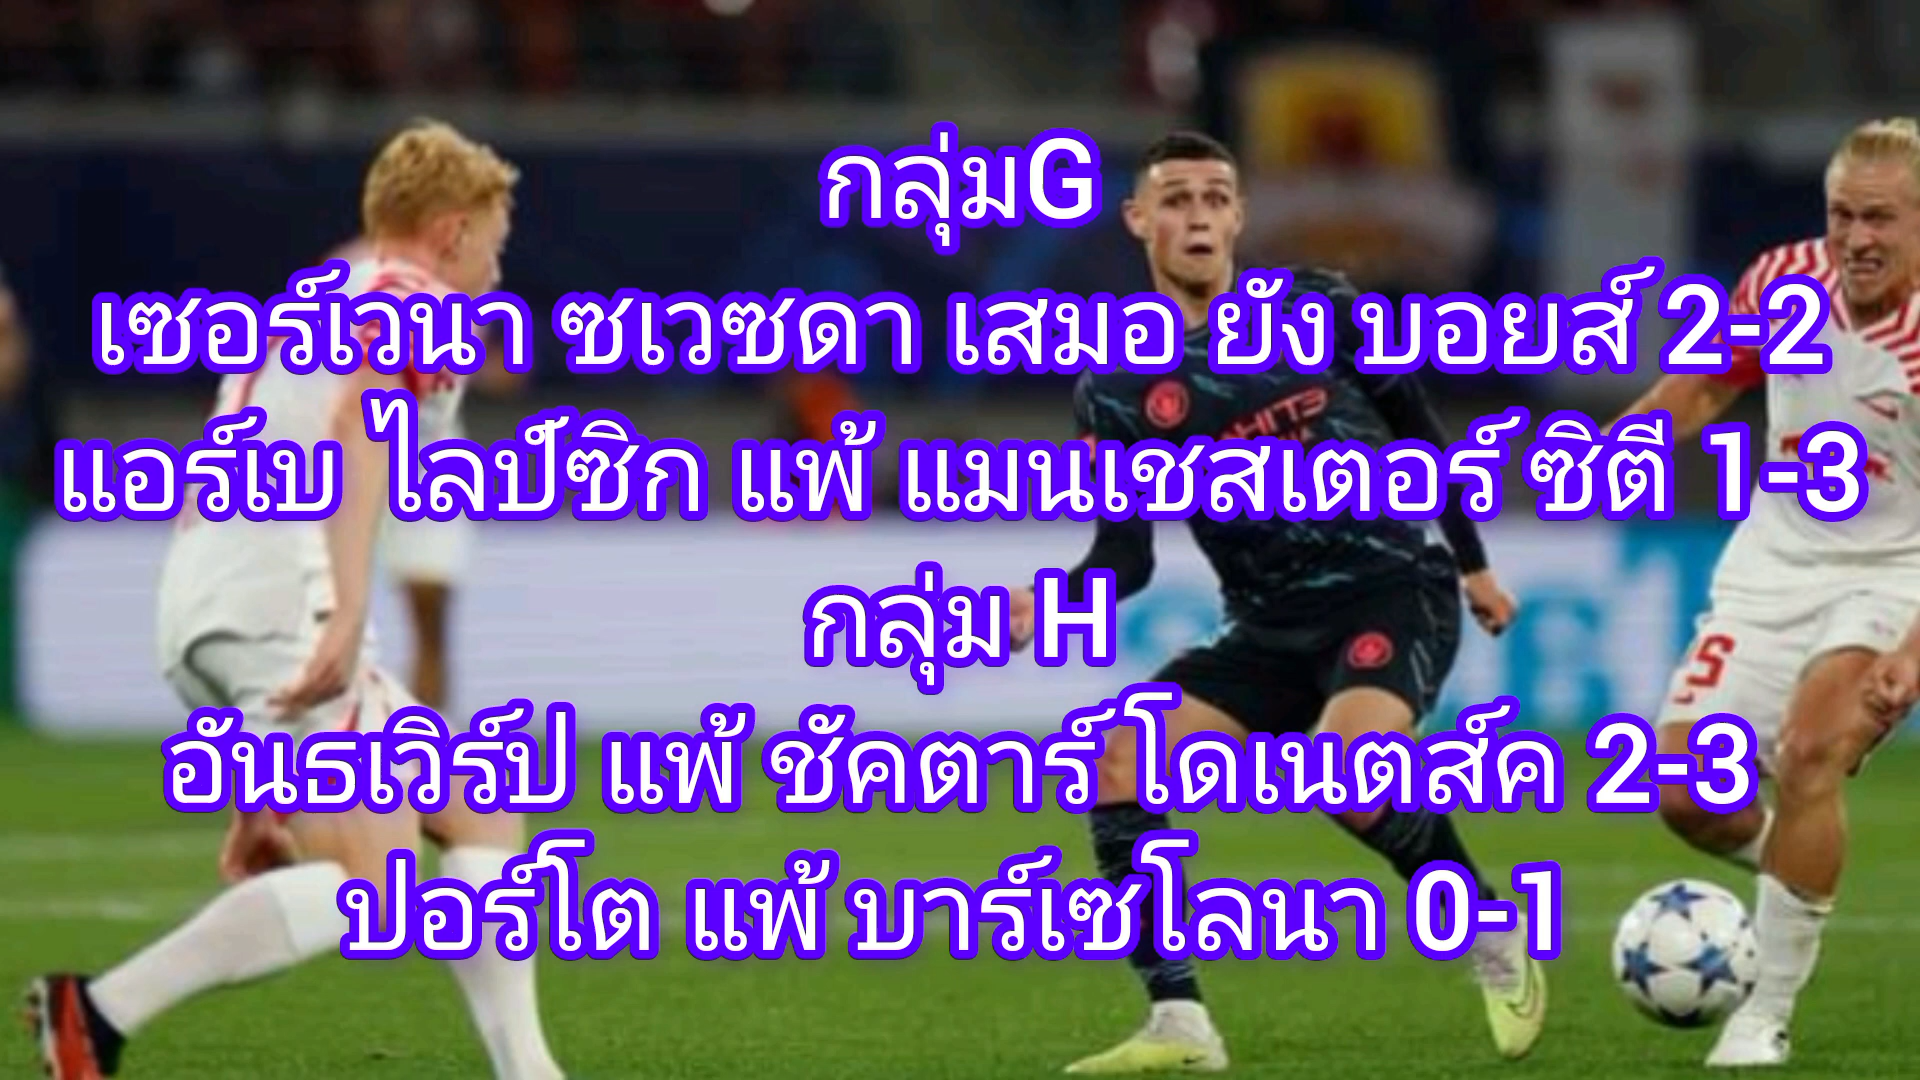 กลุ่มG
เซอร์เวนา ซเวซดา เสมอ ยัง บอยส์ 2-2
แอร์เบ ไลป์ซิก แพ้ แมนเชสเตอร์ ซิตี 1-3
กลุ่ม H
อันธเวิร์ป แพ้ ชัคตาร์ โดเนตส์ค 2-3
ปอร์โต แพ้ บาร์เซโลนา 0-1